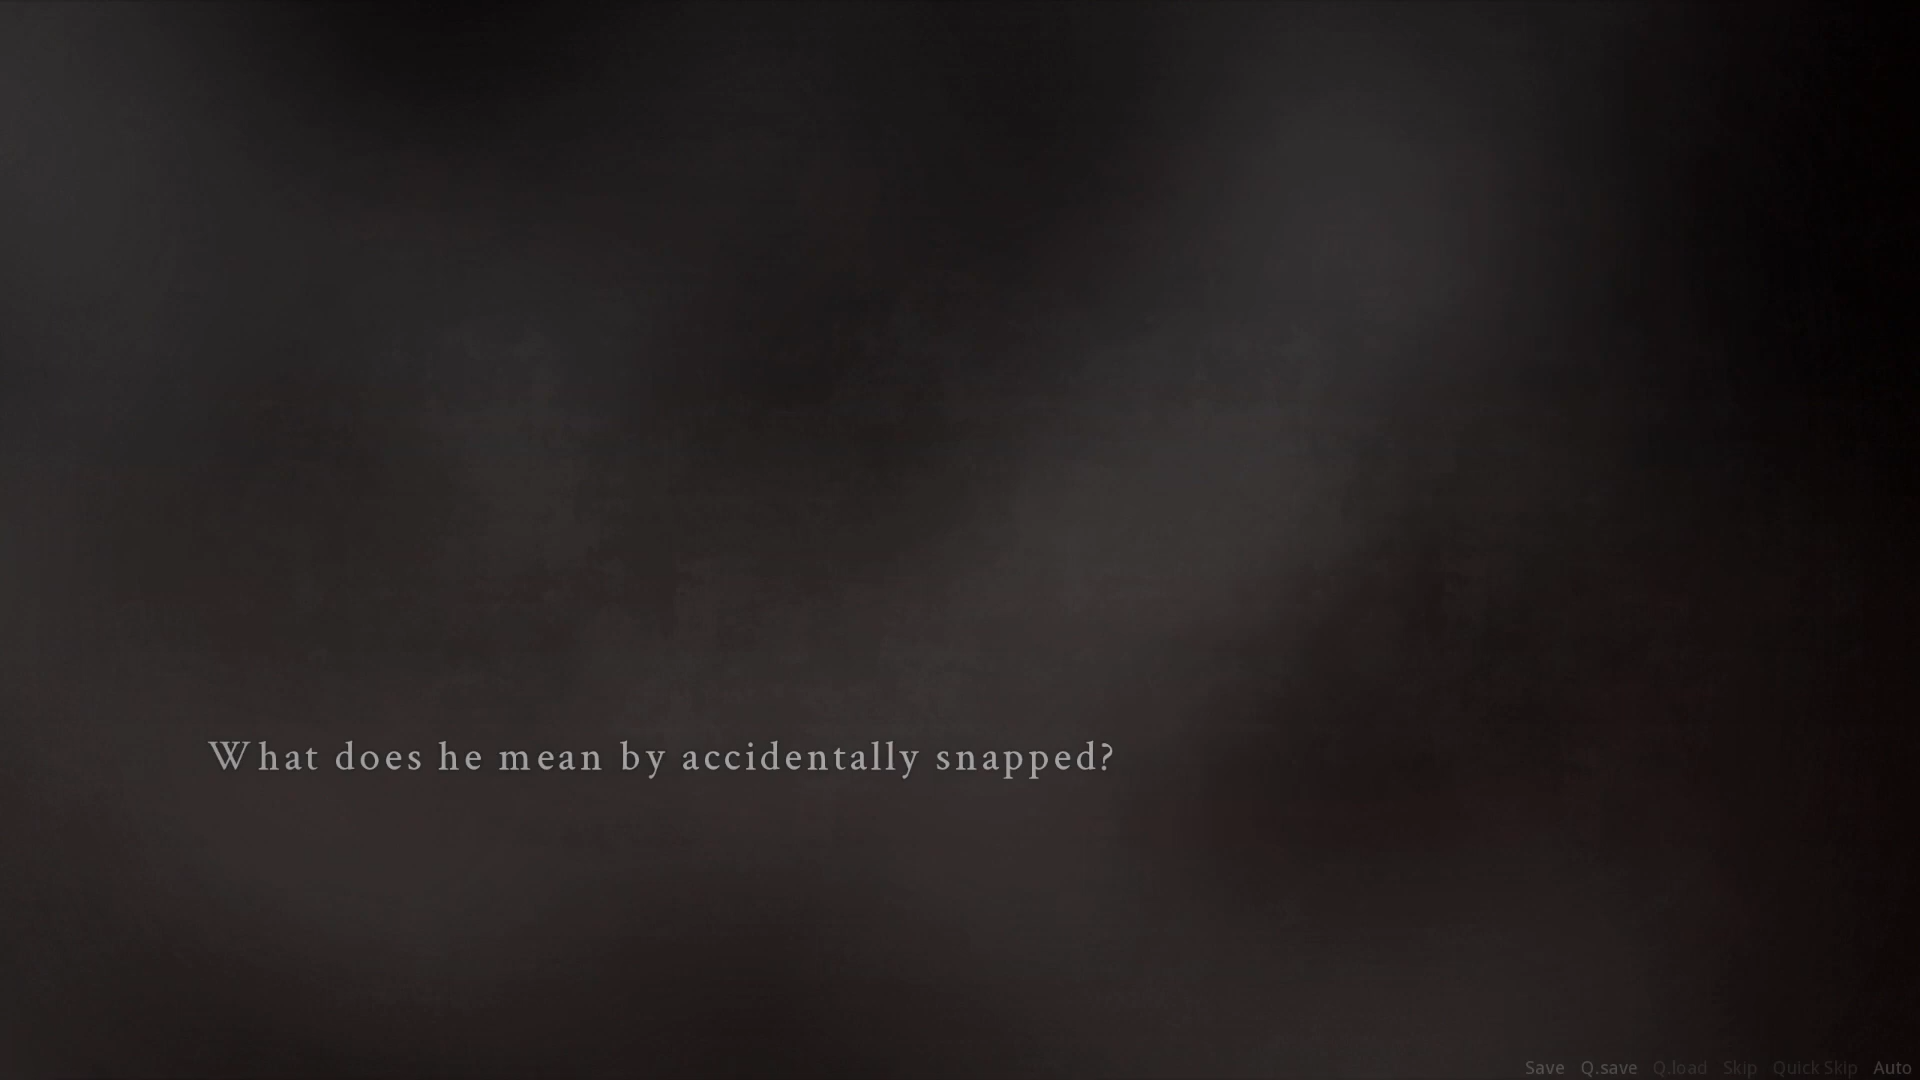 What does he mean by accidentally snapped?
Save Q.save Q.load Skip Quick Skip Auto